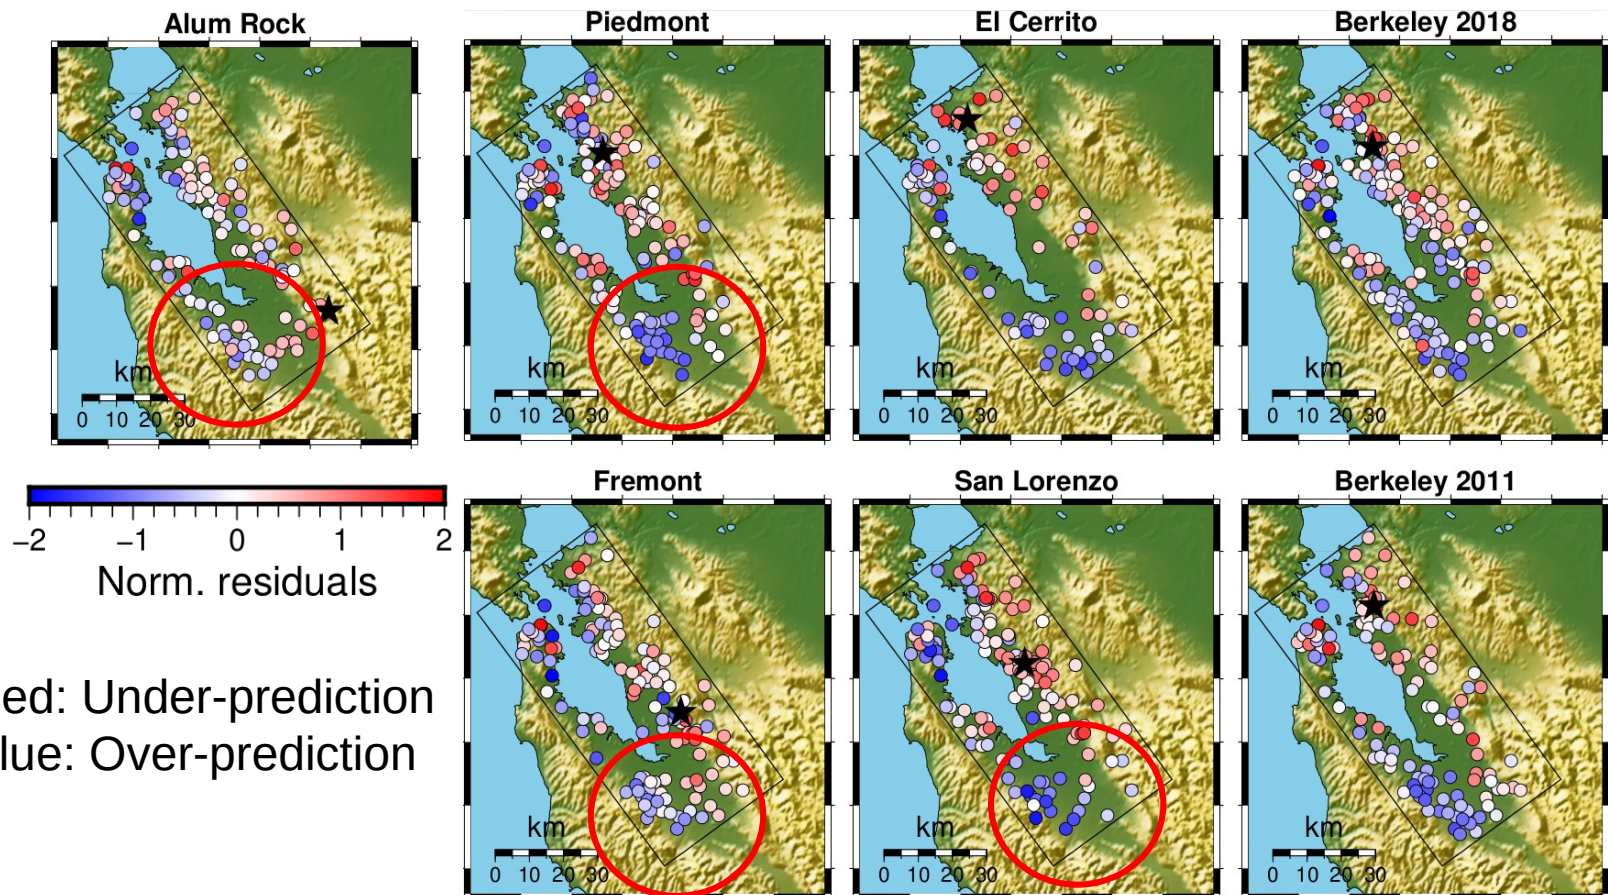 Alum Rock
Piedmont
El Cerrito
Berkeley 2018
km
0 10 20 30
km
0 10 20 30
km
0 10 20 30
km
0 10 20 30
−2 −1 0 1 2
Norm. residuals
Fremont
San Lorenzo
Berkeley 2011
ed: Under-prediction
lue: Over-prediction
km
0 10 20 30
km
0 10 20 30
km
0 10 20 30